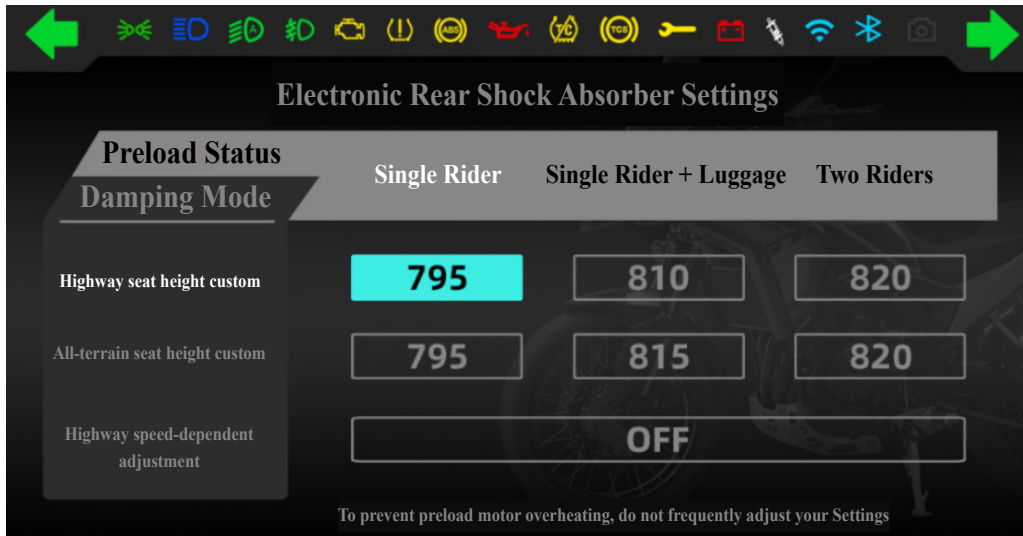 A
ABS
T/C
TCS
Electronic Rear Shock Absorber Settings
Preload Status
Damping Mode
Single Rider
Single Rider + Luggage
Two Riders
Highway seat height custom
795
810
820
All-terrain seat height custom
795
815
820
Highway speed-dependent
adjustment
OFF
To prevent preload motor overheating, do not frequently adjust your Settings